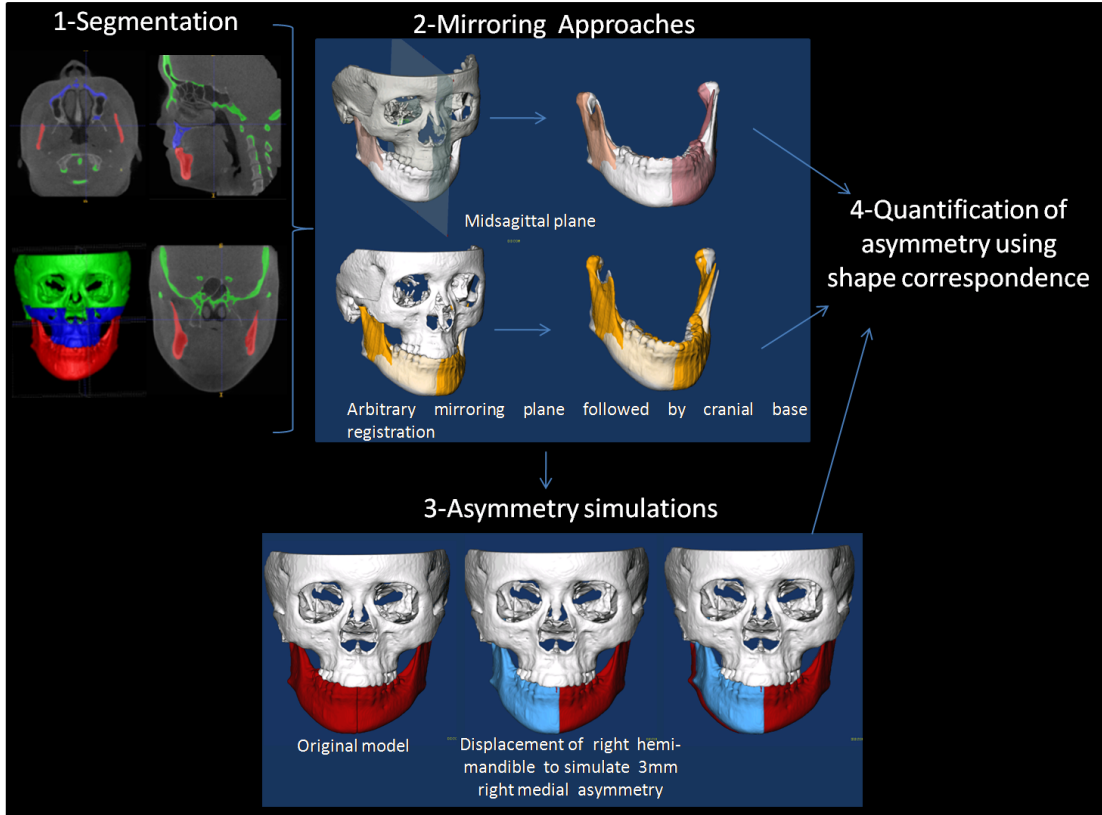 1-Segmentation
2-Mirroring Approaches
Midsagittal plane
Arbitrary mirroring plane followed by cranial base
registration
4-Quantification of
asymmetry using
shape correspondence
3-Asymmetry simulations
Original model
Displacement of right hemi-
mandible to simulate 3mm
right medial asymmetry